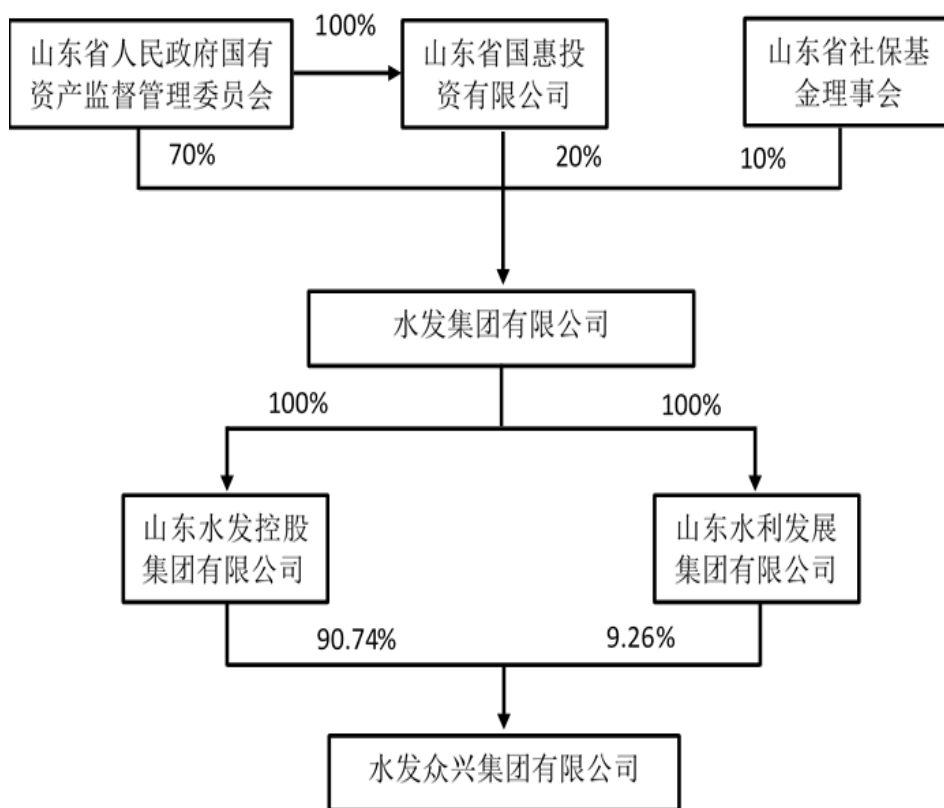 100%
山东省人民政府国有
资产监督管理委员会
山东省国惠投
资有限公司
山东省社保基
金理事会
70%
20%
10%
水发集团有限公司
100%
100%
山东水发控股
集团有限公司
山东水利发展
集团有限公司
90.74%
9.26%
水发众兴集团有限公司